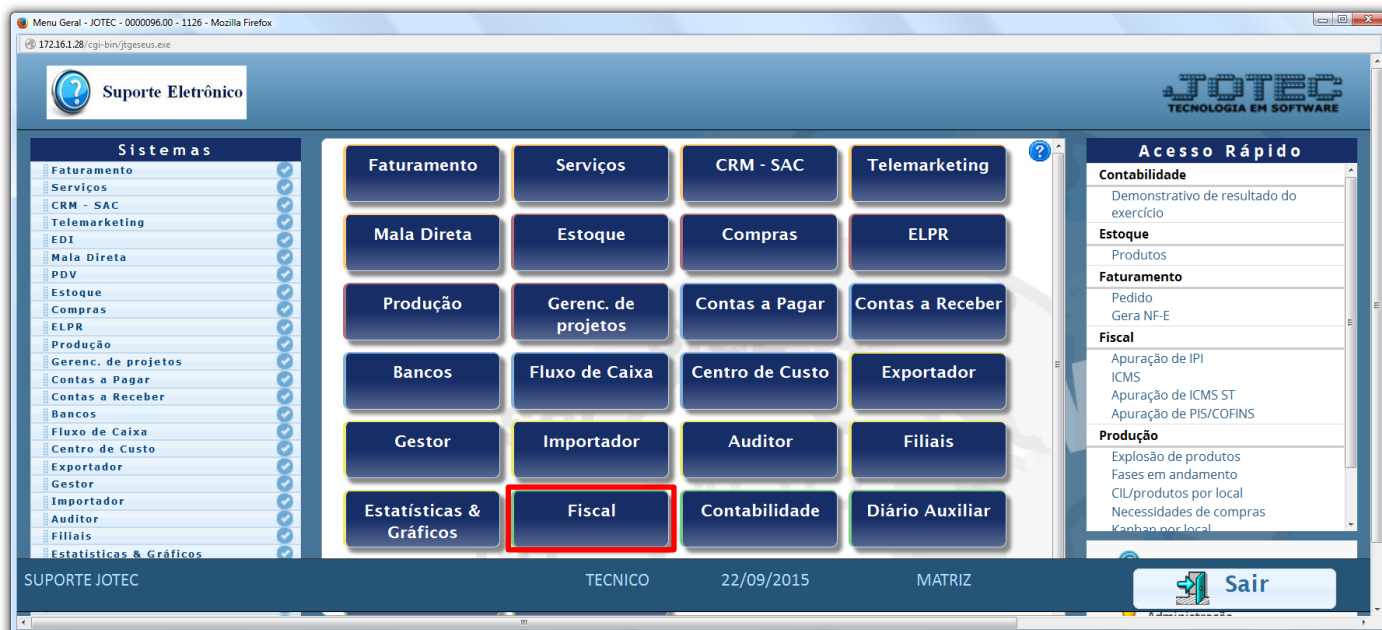 Menu Geral - JOTEC - 0000096.00 - 1126 - Mozilla Firefox
172.16.1.28/cgi-bin/jtgeseus.exe
Suporte Eletrônico
JOTEC
TECNOLOGIA EM SOFTWARE
Sistemas
Faturamento
Serviços
CRM - SAC
Telemarketing
EDI
Mala Direta
PDV
Estoque
Compras
ELPR
Produção
Gerenc. de projetos
Contas a Pagar
Contas a Receber
Bancos
Fluxo de Caixa
Centro de Custo
Exportador
Gestor
Importador
Auditor
Filiais
Estatísticas & Gráficos
Faturamento
Serviços
CRM - SAC
Telemarketing
Mala Direta
Estoque
Compras
ELPR
Produção
Gerenc. de
projetos
Contas a Pagar
Contas a Receber
Bancos
Fluxo de Caixa
Centro de Custo
Exportador
Gestor
Importador
Auditor
Filiais
Estatísticas &
Gráficos
Fiscal
Contabilidade
Diário Auxiliar
Acesso Rápido
Contabilidade
Demonstrativo de resultado do
exercício
Estoque
Produtos
Faturamento
Pedido
Gera NF-E
Fiscal
Apuração de IPI
ICMS
Apuração de ICMS ST
Apuração de PIS/COFINS
Produção
Explosão de produtos
Fases em andamento
CIL/produtos por local
Necessidades de compras
Kanban por local
SUPORTE JOTEC
TECNICO
22/09/2015
MATRIZ
Sair